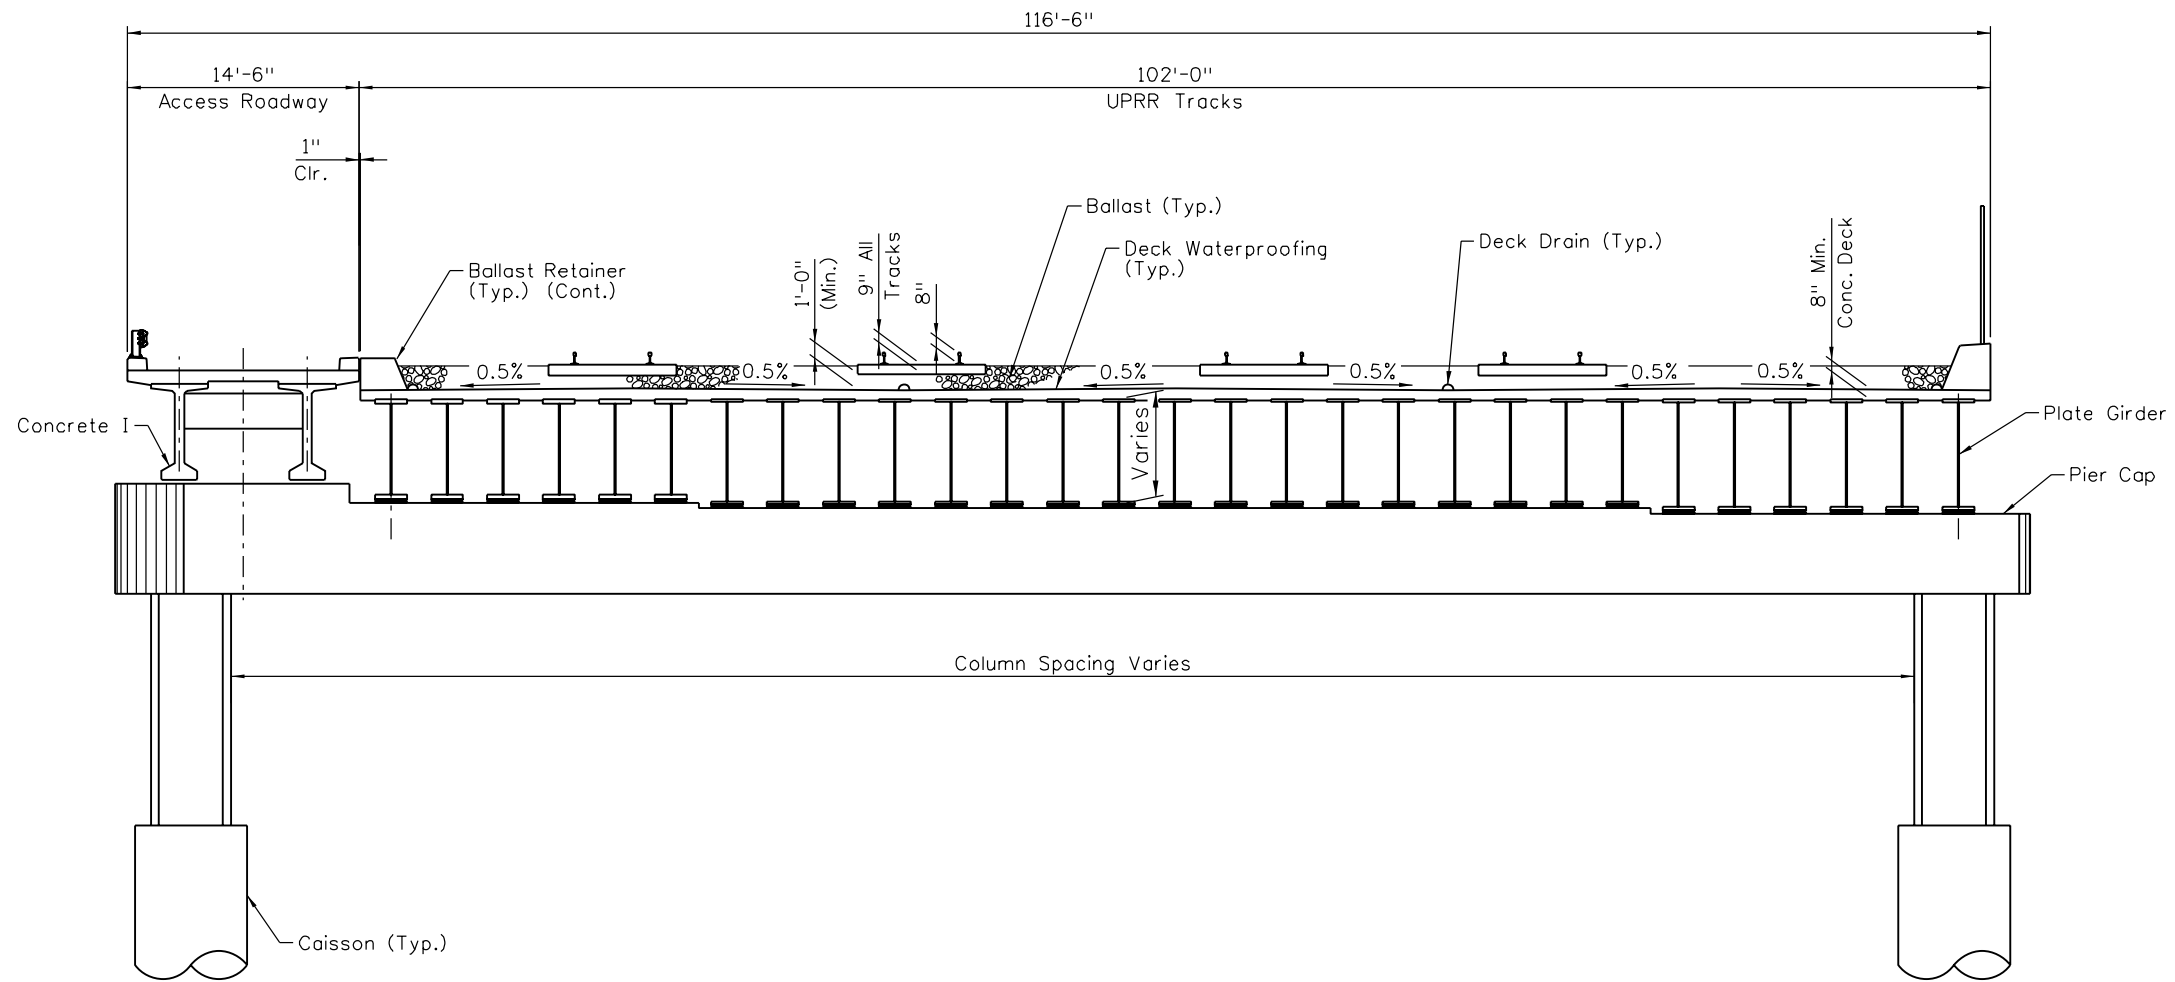 116'-6"
14'-6"
Access Roadway
102'-0"
UPRR Tracks
1"
Clr.
Ballast (Typ.)
Ballast Retainer
(Typ.) (Cont.)
1'-0"
(Min.)
9" All
Tracks
8"
Deck Waterproofing
(Typ.)
Deck Drain (Typ.)
8" Min.
Conc. Deck
0.5%
0.5%
0.5%
0.5%
0.5%
0.5%
Concrete I
Varies
Plate Girder
Pier Cap
Column Spacing Varies
Caisson (Typ.)